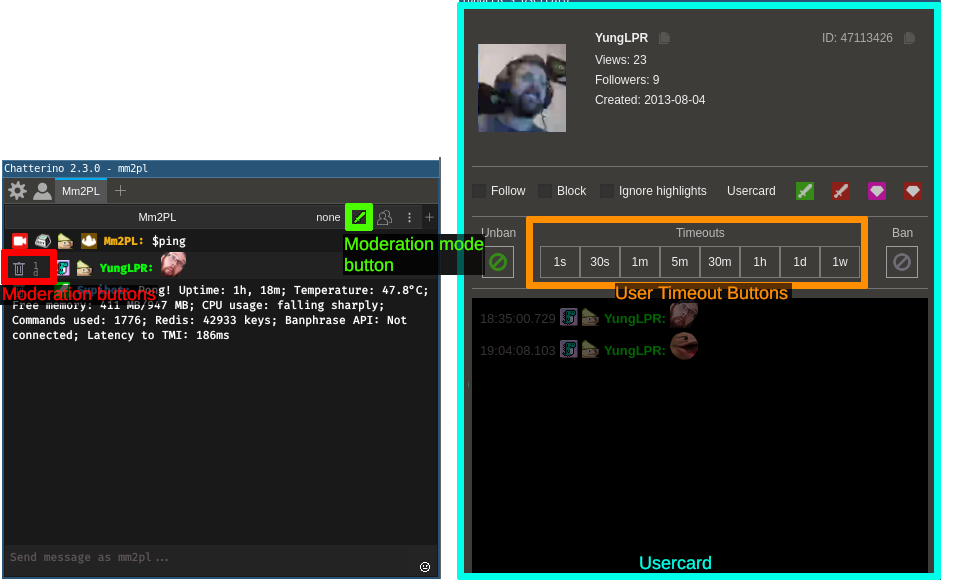 Chatterino 2.3.0 - mm2pl
Mm2PL
Mm2PL none
Moderation mode
button
Mm2PL: $ping
1
d
YungLPR:
Moderation buttons
Pong! Uptime: 1h, 18m; Temperature: 47.8°C;
Free memory: 411 MB/947 MB; CPU usage: falling sharply;
Commands used: 1776; Redis: 42933 keys; Banphrase API: Not
connected; Latency to TMI: 186ms
Send message as mm2pl...
YungLPR ID: 47113426
Views: 23
Followers: 9
Created: 2013-08-04
Follow Block Ignore highlights Usercard
Unban Timeouts Ban
1s 30s 1m 5m 30m 1h 1d 1w
User Timeout Buttons
18:35:00.729 YungLPR:
19:04:08.103 YungLPR:
Usercard